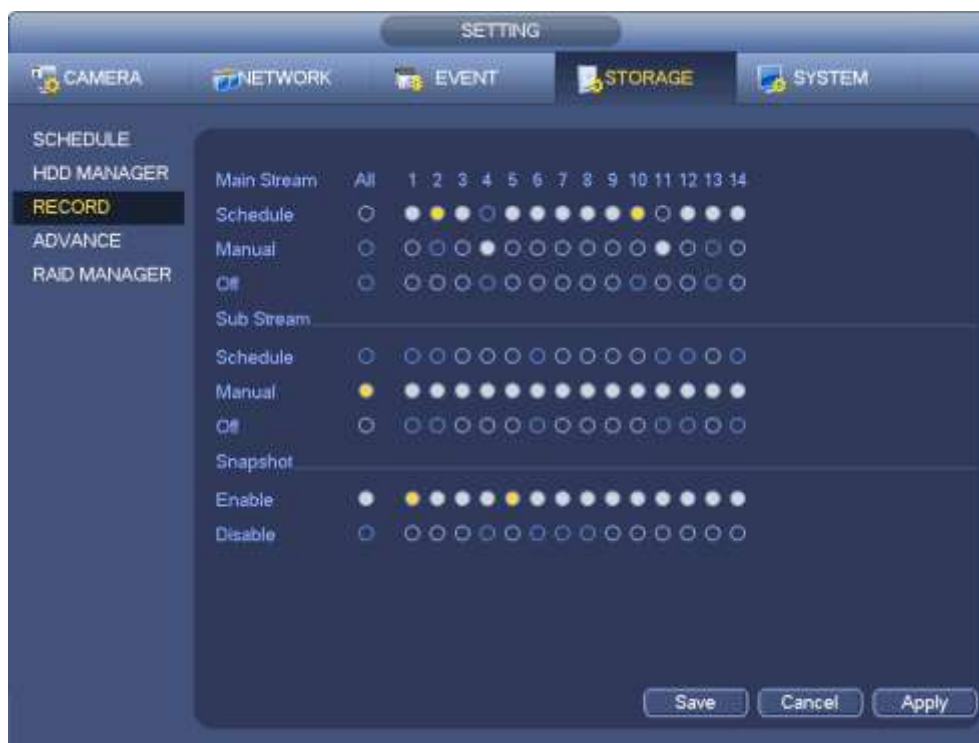 SETTING
CAMERA NETWORK EVENT STORAGE SYSTEM
SCHEDULE
HDD MANAGER
RECORD
ADVANCE
RAID MANAGER
Main Stream All 1 2 3 4 5 6 7 8 9 10 11 12 13 14
Schedule
Manual
Off
Sub Stream
Schedule
Manual
Off
Snapshot
Enable
Disable
Save Cancel Apply